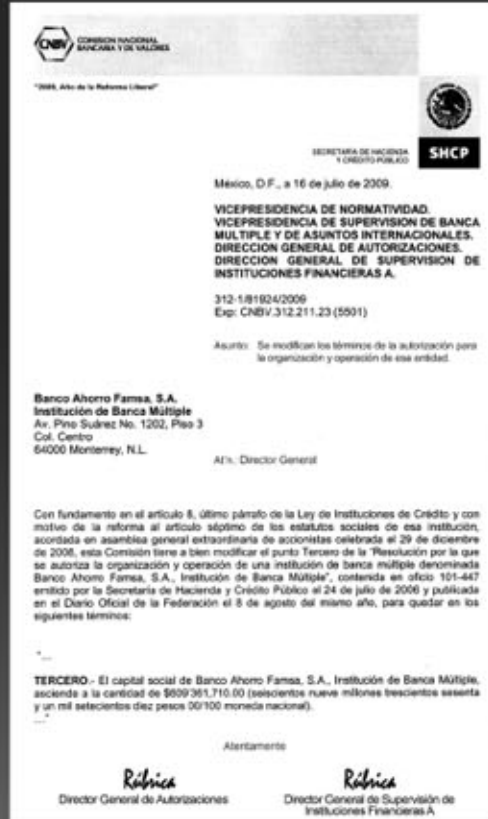 CNBV
COMISION NACIONAL
BANCARIA Y DE VALORES
"2009, Año de la Reforma Liberal"
SECRETARÍA DE HACIENDA
Y CRÉDITO PÚBLICO
SHCP
México, D.F., a 16 de julio de 2009.
VICEPRESIDENCIA DE NORMATIVIDAD.
VICEPRESIDENCIA DE SUPERVISION DE BANCA
MULTIPLE Y DE ASUNTOS INTERNACIONALES.
DIRECCION GENERAL DE AUTORIZACIONES.
DIRECCION GENERAL DE SUPERVISION DE
INSTITUCIONES FINANCIERAS A.
312-1/81924/2009
Exp: CNBV.312.211.23 (5501)
Asunto: Se modifican los términos de la autorización para
la organización y operación de esa entidad.
Banco Ahorro Famsa, S.A.
Institución de Banca Múltiple
Av. Pino Suárez No. 1202, Piso 3
Col. Centro
64000 Monterrey, N.L.
At'n.: Director General
Con fundamento en el artículo 8, último párrafo de la Ley de Instituciones de Crédito y con
motivo de la reforma al artículo séptimo de los estatutos sociales de esa institución,
acordada en asamblea general extraordinaria de accionistas celebrada el 29 de diciembre
de 2008, esta Comisión tiene a bien modificar el punto Tercero de la "Resolución por la que
se autoriza la organización y operación de una institución de banca múltiple denominada
Banco Ahorro Famsa, S.A., Institución de Banca Múltiple", contenida en oficio 101-447
emitido por la Secretaría de Hacienda y Crédito Público el 24 de julio de 2006 y publicada
en el Diario Oficial de la Federación el 8 de agosto del mismo año, para quedar en los
siguientes términos:
"...
TERCERO.- El capital social de Banco Ahorro Famsa, S.A., Institución de Banca Múltiple,
asciende a la cantidad de $609'361,710.00 (seiscientos nueve millones trescientos sesenta
y un mil setecientos diez pesos 00/100 moneda nacional).
..."
Atentamente
Rúbrica
Rúbrica
Director General de Autorizaciones
Director General de Supervisión de
Instituciones Financieras A